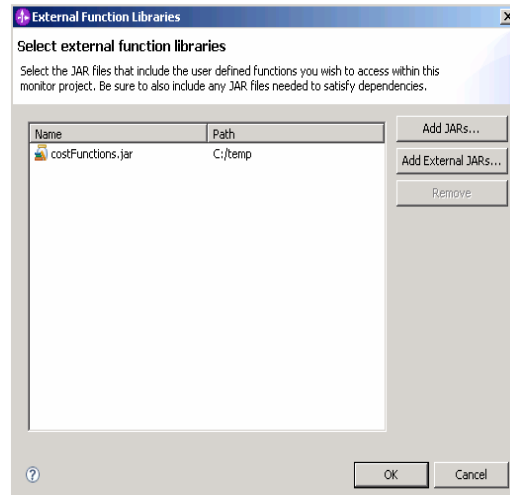 External Function Libraries
Select external function libraries
Select the JAR files that include the user defined functions you wish to access within this
monitor project. Be sure to also include any JAR files needed to satisfy dependencies.
Name Path
costFunctions.jar C:/temp
Add JARs...
Add External JARs...
Remove
OK Cancel